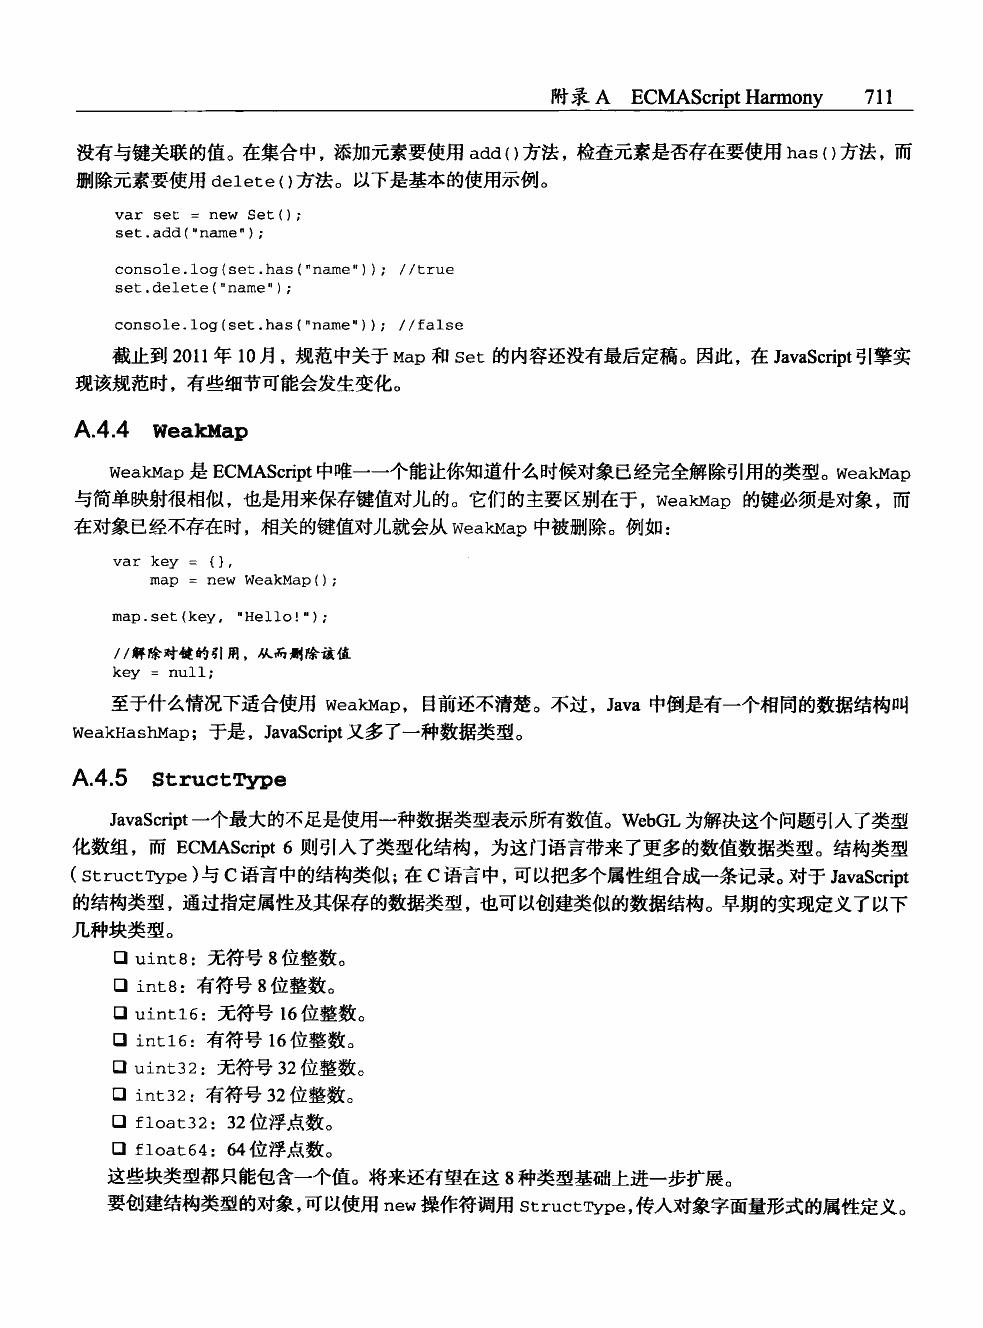 附录 A ECMAScript Harmony 711
没有与键关联的值。在集合中，添加元素要使用 add()方法，检查元素是否存在要使用 has()方法，而
删除元素要使用 delete()方法。以下是基本的使用示例。
var set = new Set();
set.add("name");
console.log(set.has("name")); //true
set.delete("name");
console.log(set.has("name")); //false
截止到 2011 年 10 月，规范中关于 Map 和 Set 的内容还没有最后定稿。因此，在 JavaScript 引擎实
现该规范时，有些细节可能会发生变化。
A.4.4 WeakMap
WeakMap 是 ECMAScript 中唯一一个能让你知道什么时候对象已经完全解除引用的类型。WeakMap
与简单映射很相似，也是用来保存键值对儿的。它们的主要区别在于，WeakMap 的键必须是对象，而
在对象已经不存在时，相关的键值对儿就会从 WeakMap 中被删除。例如：
var key = {},
map = new WeakMap();
map.set(key, "Hello!");
//解除对键的引用，从而删除该值
key = null;
至于什么情况下适合使用 WeakMap，目前还不清楚。不过，Java 中倒是有一个相同的数据结构叫
WeakHashMap；于是，JavaScript 又多了一种数据类型。
A.4.5 StructType
JavaScript 一个最大的不足是使用一种数据类型表示所有数值。WebGL 为解决这个问题引入了类型
化数组，而 ECMAScript 6 则引入了类型化结构，为这门语言带来了更多的数值数据类型。结构类型
（StructType）与 C 语言中的结构类似；在 C 语言中，可以把多个属性组合成一条记录。对于 JavaScript
的结构类型，通过指定属性及其保存的数据类型，也可以创建类似的数据结构。早期的实现定义了以下
几种块类型。
❑ uint8：无符号 8 位整数。
❑ int8：有符号 8 位整数。
❑ uint16：无符号 16 位整数。
❑ int16：有符号 16 位整数。
❑ uint32：无符号 32 位整数。
❑ int32：有符号 32 位整数。
❑ float32：32 位浮点数。
❑ float64：64 位浮点数。
这些块类型都只能包含一个值。将来还有望在这 8 种类型基础上进一步扩展。
要创建结构类型的对象，可以使用 new 操作符调用 StructType，传入对象字面量形式的属性定义。